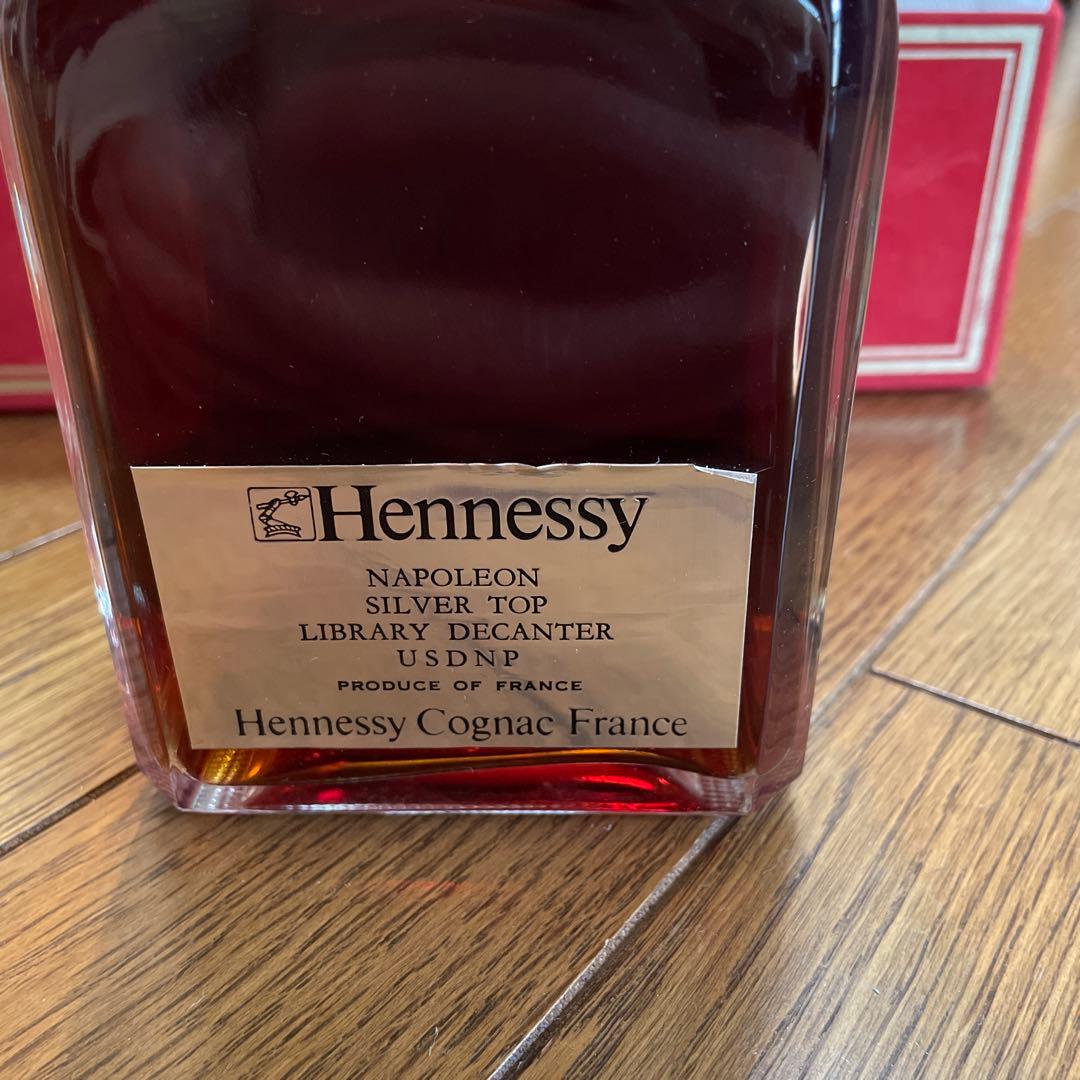 Hennessy
NAPOLEON
SILVER TOP
LIBRARY DECANTER
USDNP
PRODUCE OF FRANCE
Hennessy Cognac France